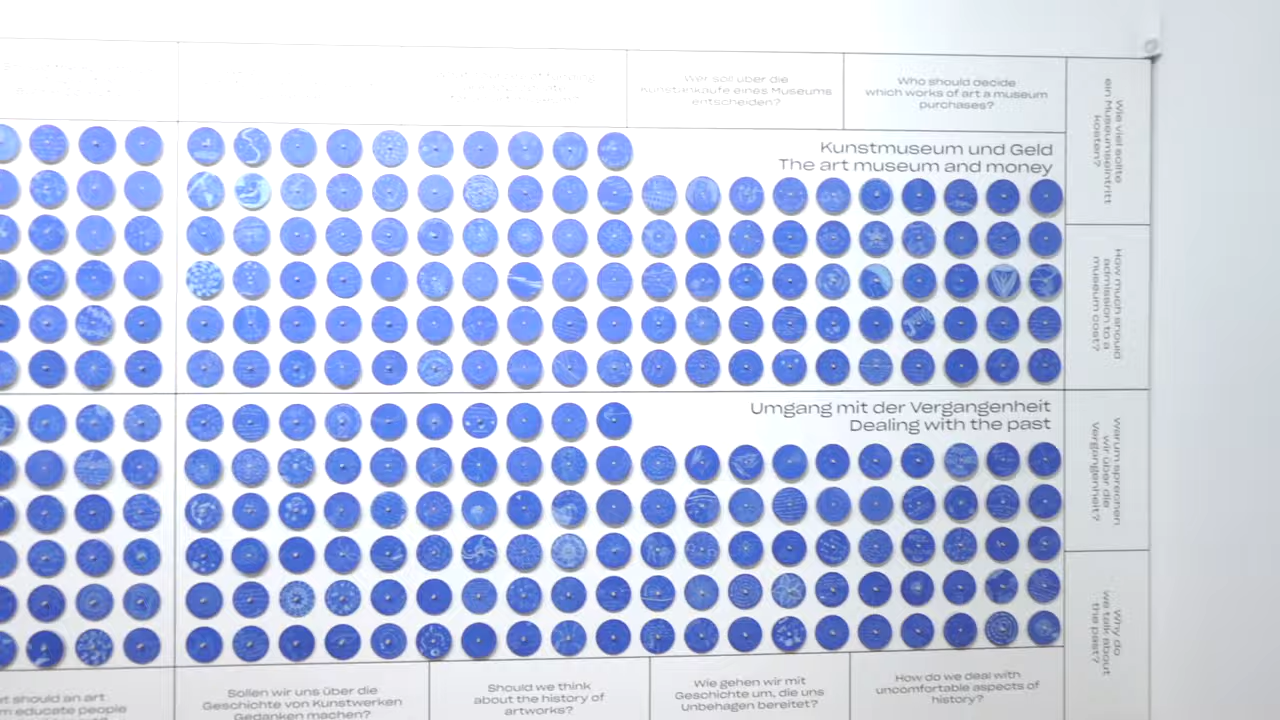 Wer soll über die
Kunstankäufe eines Museums
entscheiden?
Who should decide
which works of art a museum
purchases?
Kunstmuseum und Geld
The art museum and money
Wie viel sollte
ein Museumseintritt
kosten?
How much should
admission to a
museum cost?
Umgang mit der Vergangenheit
Dealing with the past
Warum sprechen
wir über die
Vergangenheit?
Why do
we talk about
the past?
should an art
educate people
Sollen wir uns über die
Geschichte von Kunstwerken
Gedanken machen?
Should we think
about the history of
artworks?
Wie gehen wir mit
Geschichte um, die uns
Unbehagen bereitet?
How do we deal with
uncomfortable aspects of
history?